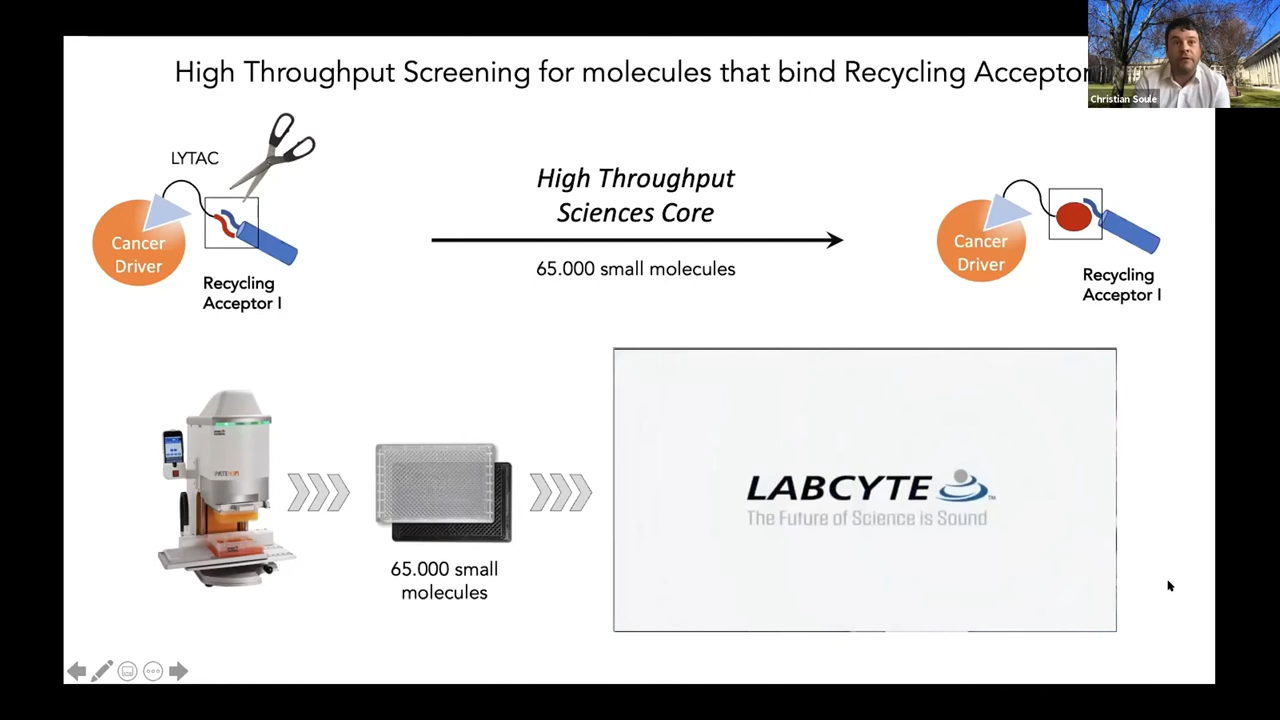 High Throughput Screening for molecules that bind Recycling Acceptor
Christian Soule
LYTAC
Cancer
Driver
Recycling
Acceptor I
High Throughput
Sciences Core
65.000 small molecules
Cancer
Driver
Recycling
Acceptor I
65.000 small
molecules
LABCYTE
The Future of Science is Sound